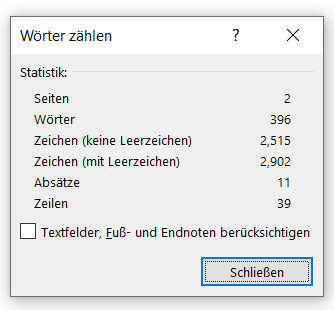 Wörter zählen ?
Statistik:
Seiten 2
Wörter 396
Zeichen (keine Leerzeichen) 2,515
Zeichen (mit Leerzeichen) 2,902
Absätze 11
Zeilen 39
Textfelder, Fuß- und Endnoten berücksichtigen
Schließen